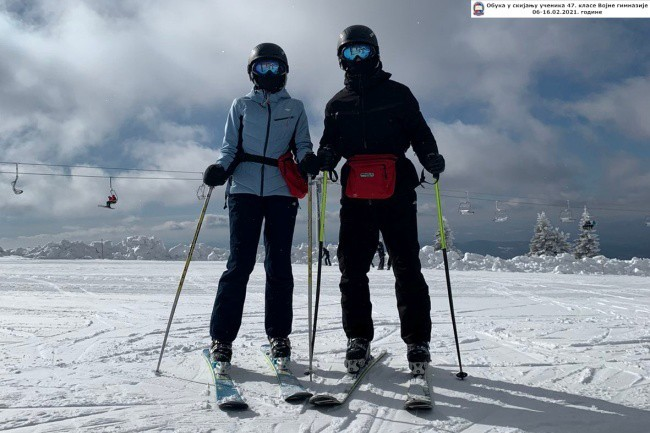 Обука у скијању ученика 47. класе Војне гимназије
06-16.02.2021. године